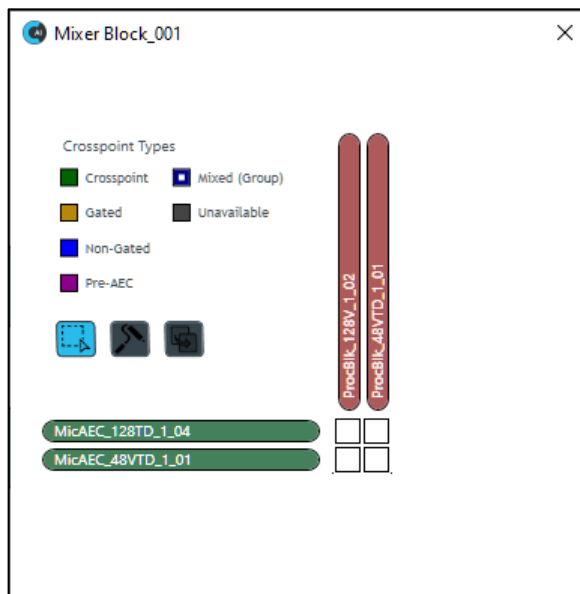 Mixer Block_001
Crosspoint Types
Crosspoint
Mixed (Group)
Gated
Unavailable
Non-Gated
Pre-AEC
ProcBlk_128V_1_02
ProcBlk_48VTD_1_01
MicAEC_128TD_1_04
MicAEC_48VTD_1_01